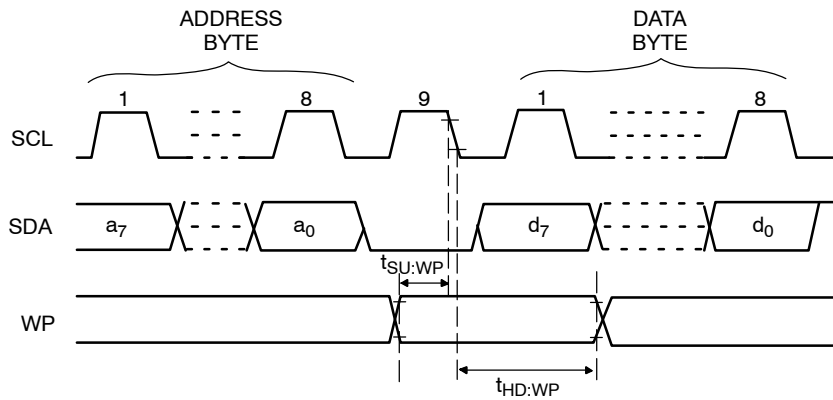 ADDRESS
BYTE
DATA
BYTE
1
8
9
1
8
SCL
SDA
a7
a0
d7
d0
tSU:WP
WP
tHD:WP